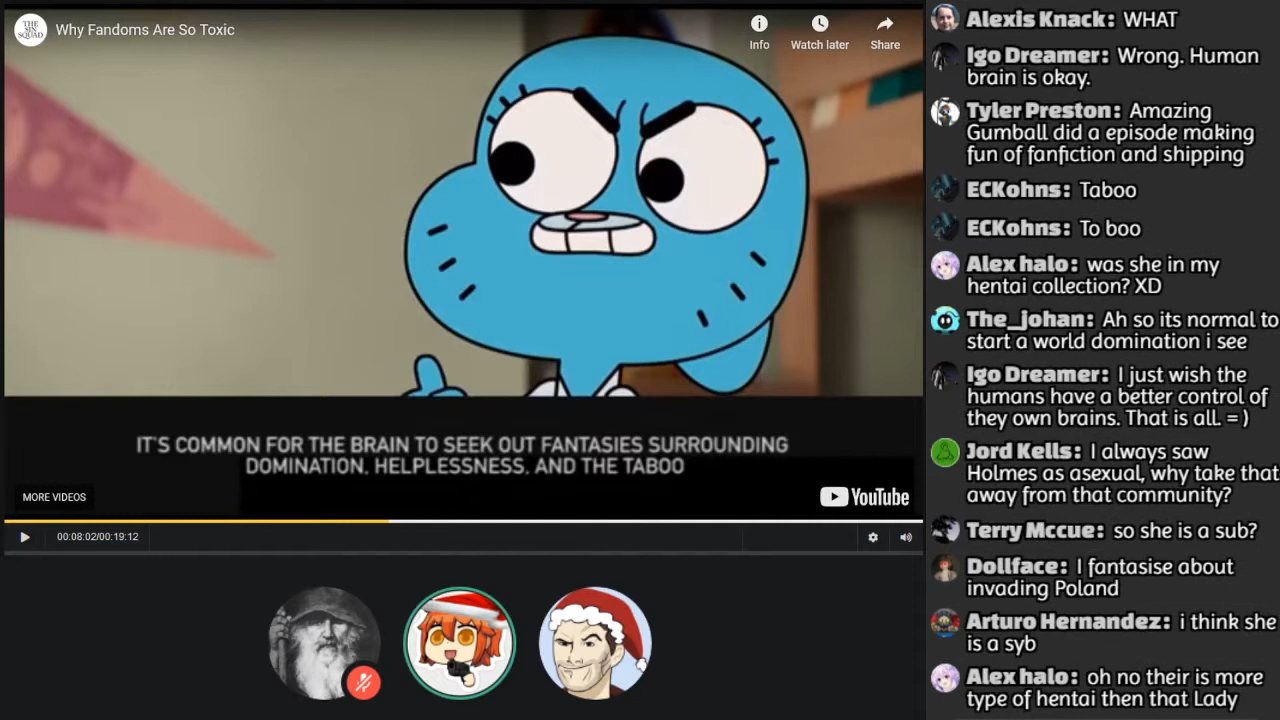 THE
SIN
SQUAD
Why Fandoms Are So Toxic
Info
Watch later
Share
IT'S COMMON FOR THE BRAIN TO SEEK OUT FANTASIES SURROUNDING
DOMINATION, HELPLESSNESS, AND THE TABOO
MORE VIDEOS
YouTube
00:08:02/00:19:12
Alexis Knack: WHAT
Igo Dreamer: Wrong. Human
brain is okay.
Tyler Preston: Amazing
Gumball did a episode making
fun of fanfiction and shipping
ECKohns: Taboo
ECKohns: To boo
Alex halo: was she in my
hentai collection? XD
The_johan: Ah so its normal to
start a world domination i see
Igo Dreamer: I just wish the
humans have a better control of
they own brains. That is all. = )
Jord Kells: I always saw
Holmes as asexual, why take that
away from that community?
Terry Mccue: so she is a sub?
Dollface: I fantasise about
invading Poland
Arturo Hernandez: i think she
is a syb
Alex halo: oh no their is more
type of hentai then that Lady